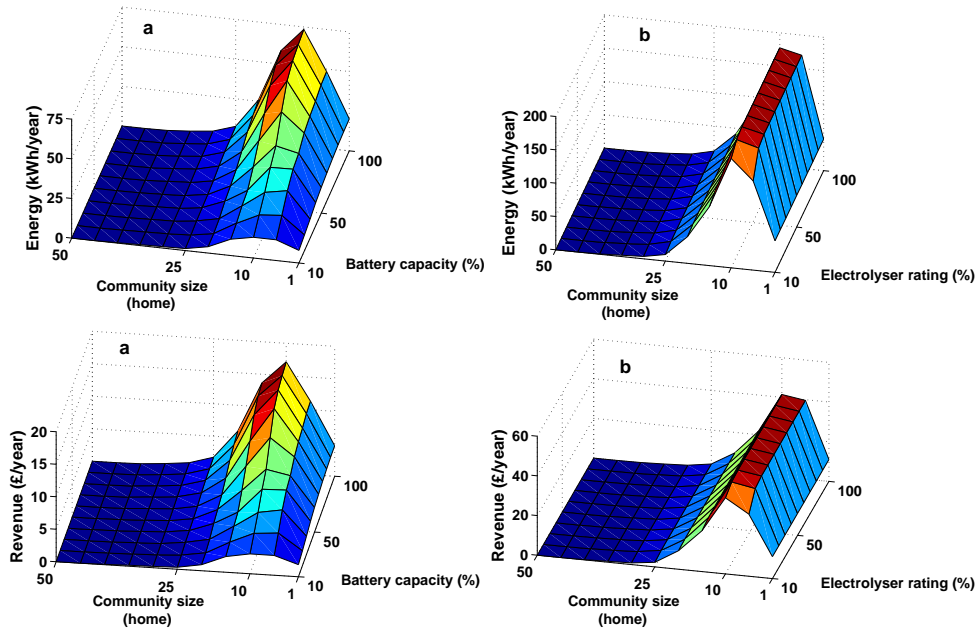 a
Energy (kWh/year)
75
50
25
0
50
25
10
1
Community size
(home)
10
50
100
Battery capacity (%)
b
Energy (kWh/year)
200
150
100
50
0
50
25
10
1
Community size
(home)
10
50
100
Electrolyser rating (%)
a
Revenue (£/year)
20
15
10
5
0
50
25
10
1
Community size
(home)
10
50
100
Battery capacity (%)
b
Revenue (£/year)
60
40
20
0
50
25
10
1
Community size
(home)
10
50
100
Electrolyser rating (%)